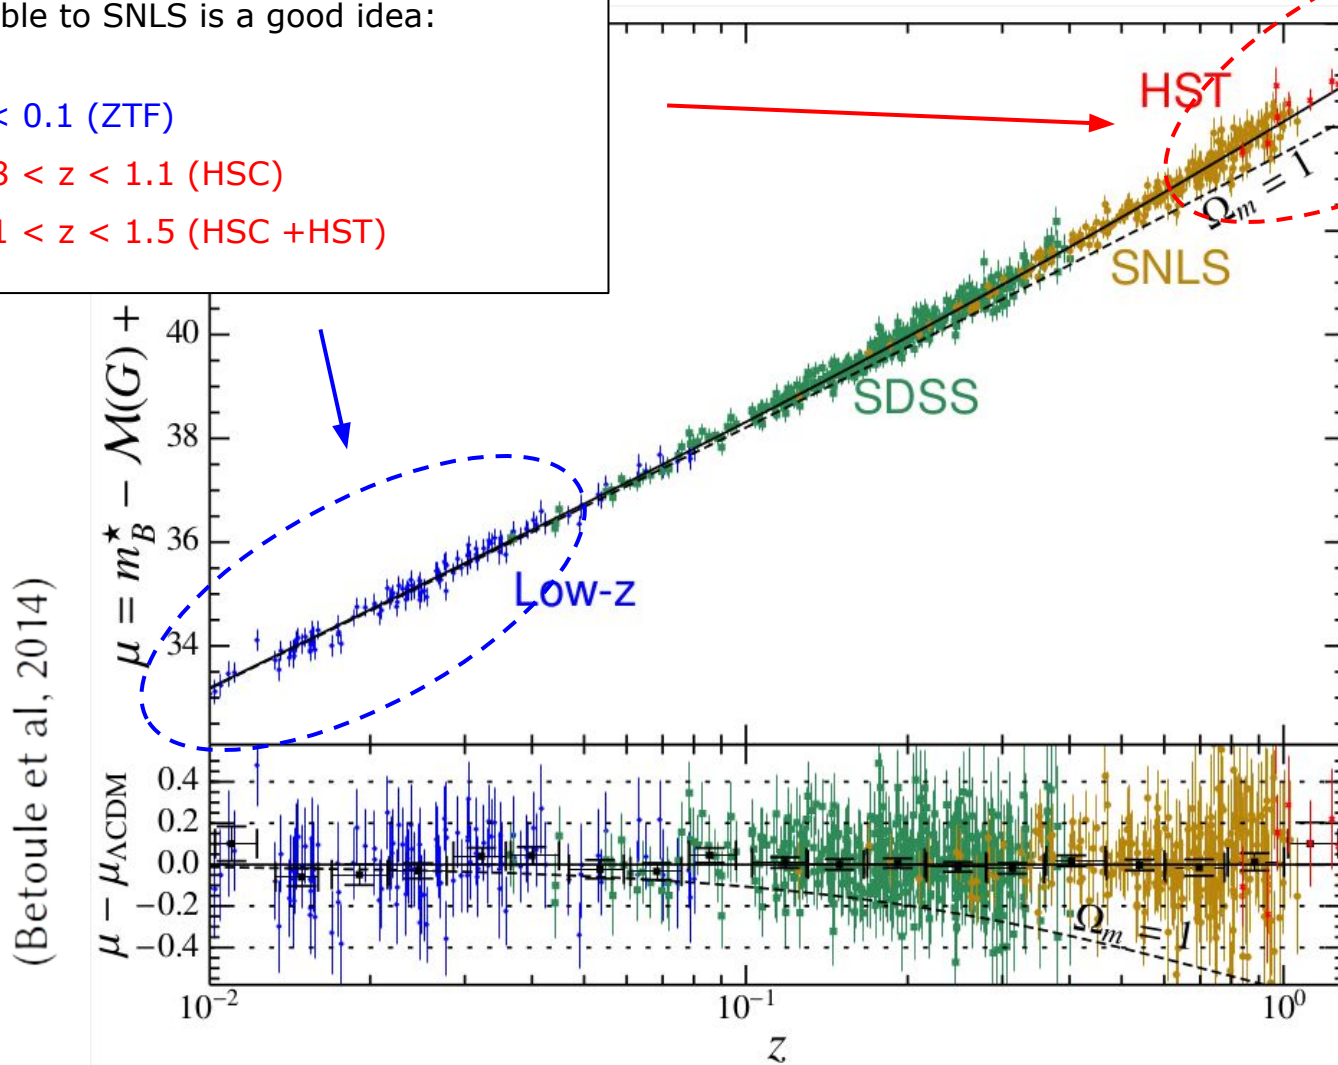 ble to SNLS is a good idea:
< 0.1 (ZTF)
< z < 1.1 (HSC)
< z < 1.5 (HSC +HST)
HST
Ωm = 1
SNLS
SDSS
Low-z
μ = m★B − M(G) +
40
38
36
34
(Betoule et al, 2014)
μ − μΛCDM
0.4
0.2
0.0
−0.2
−0.4
Ωm = 1
10−2
10−1
100
z